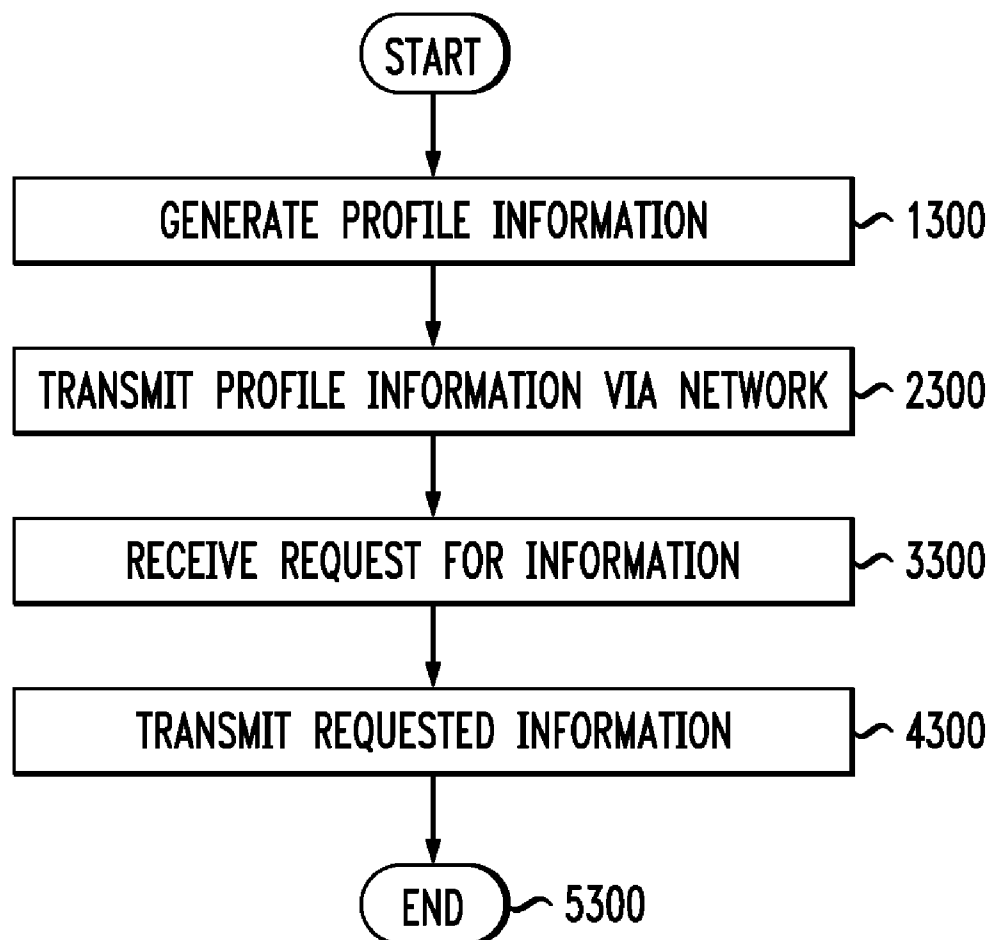 START
GENERATE PROFILE INFORMATION 1300
TRANSMIT PROFILE INFORMATION VIA NETWORK 2300
RECEIVE REQUEST FOR INFORMATION 3300
TRANSMIT REQUESTED INFORMATION 4300
END 5300